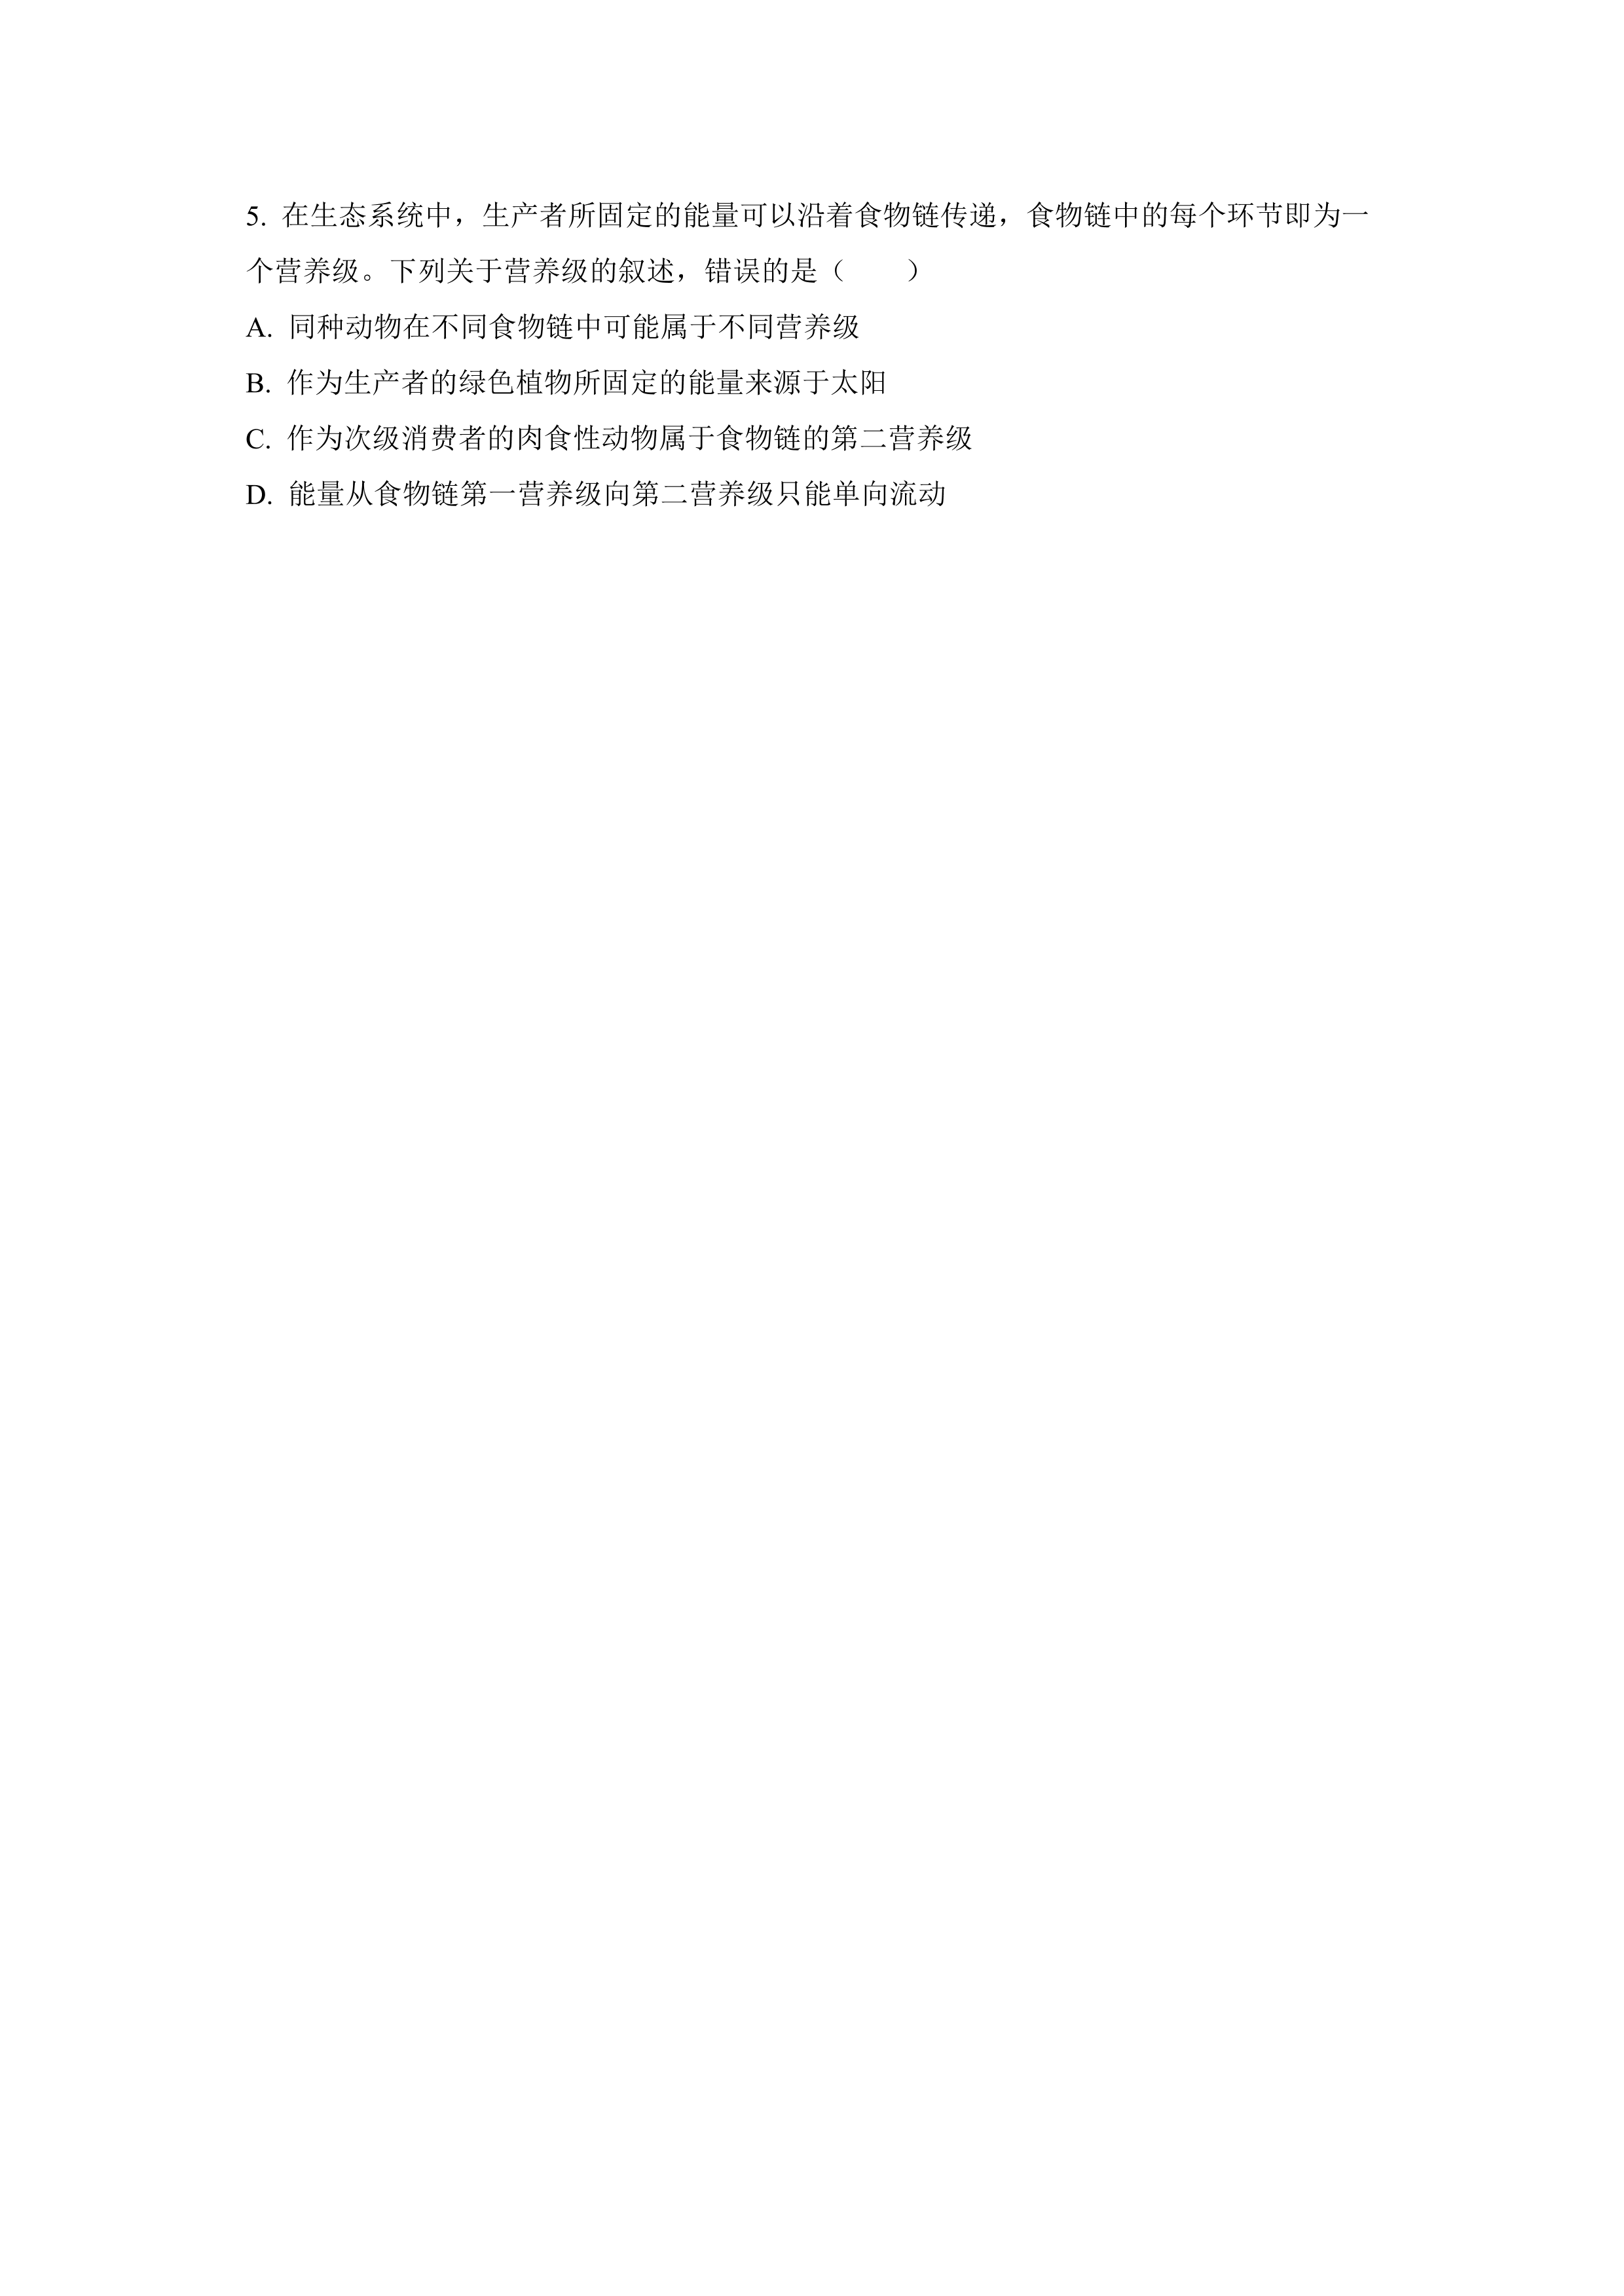 5. 在生态系统中，生产者所固定的能量可以沿着食物链传递，食物链中的每个环节即为一
个营养级。下列关于营养级的叙述，错误的是（　　）
A. 同种动物在不同食物链中可能属于不同营养级
B. 作为生产者的绿色植物所固定的能量来源于太阳
C. 作为次级消费者的肉食性动物属于食物链的第二营养级
D. 能量从食物链第一营养级向第二营养级只能单向流动